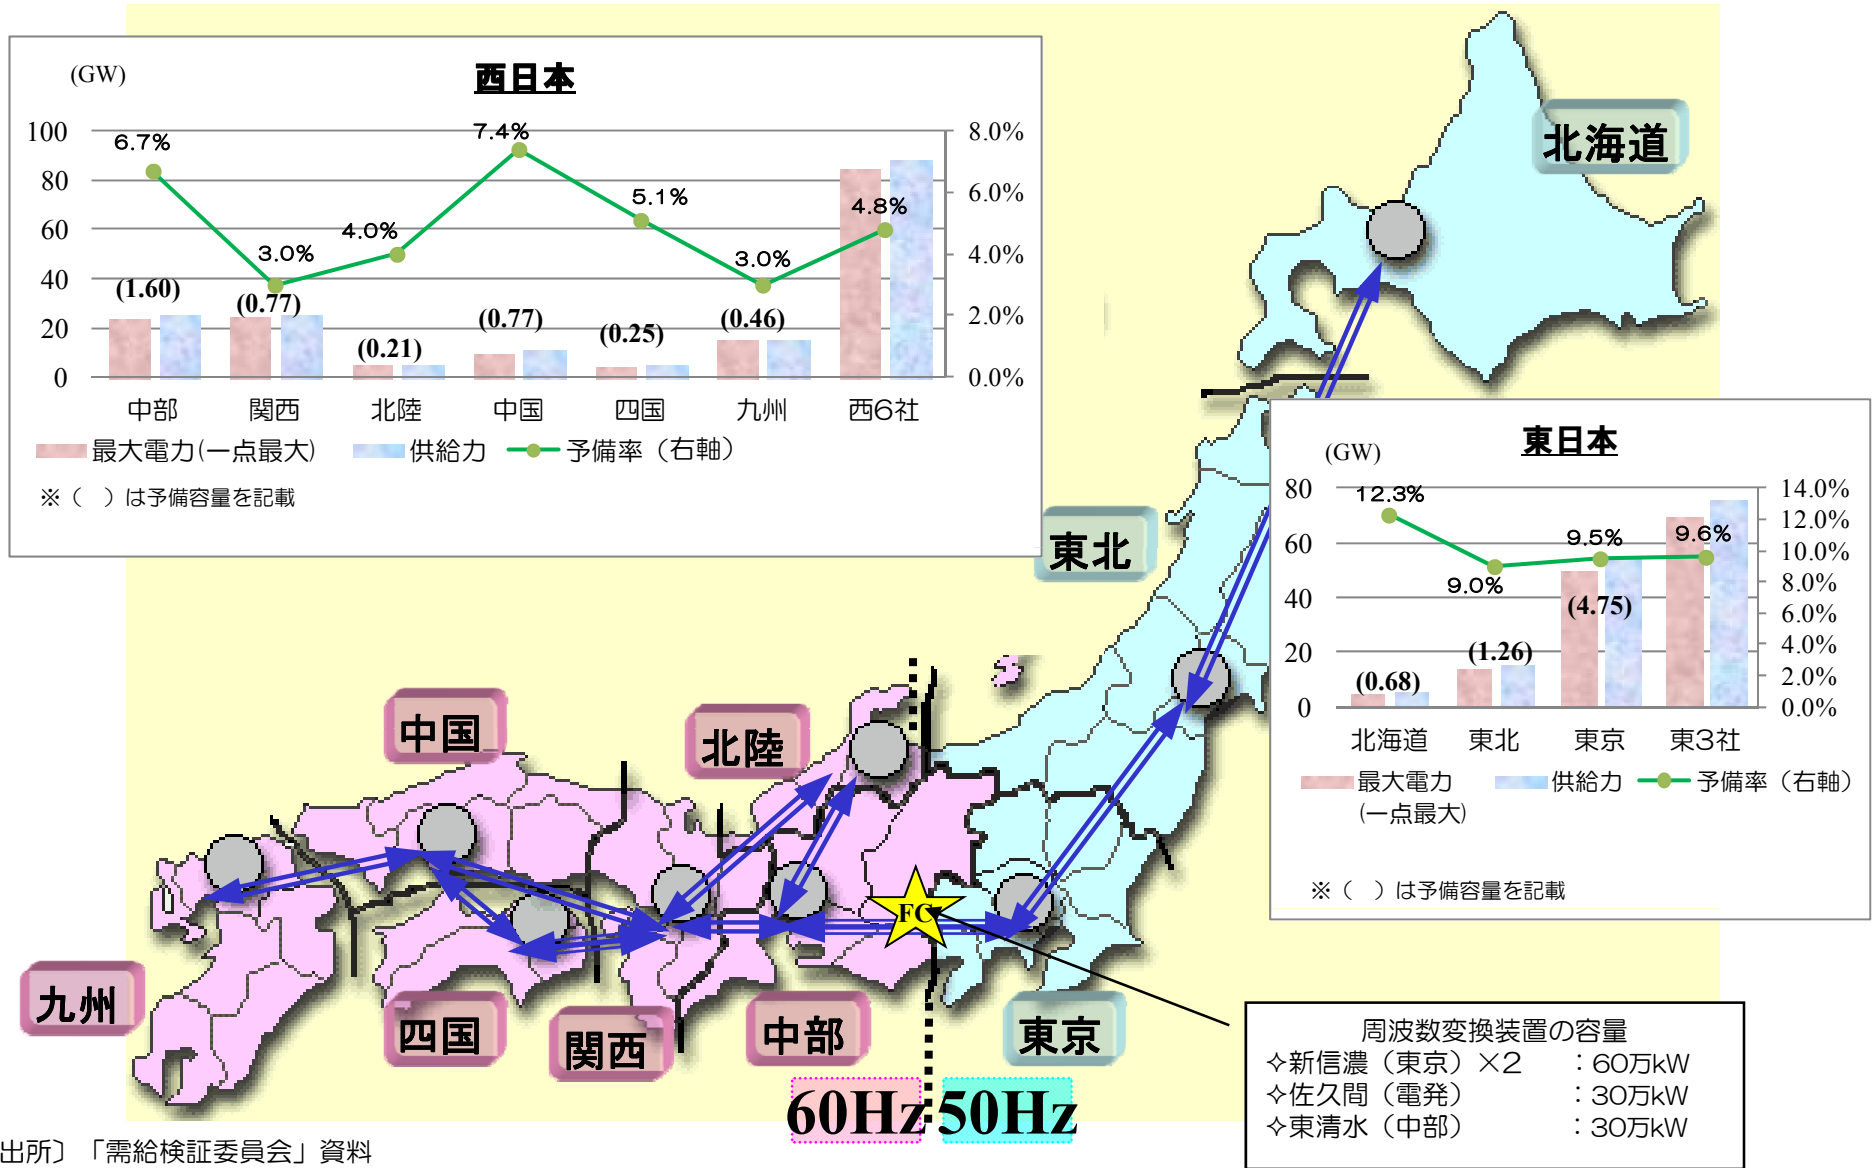 西日本
(GW)
100
80
60
40
20
0
8.0%
6.0%
4.0%
2.0%
0.0%
6.7%
3.0%
4.0%
7.4%
5.1%
3.0%
4.8%
(1.60)
(0.77)
(0.21)
(0.77)
(0.25)
(0.46)
中部
関西
北陸
中国
四国
九州
西6社
最大電力(一点最大)
供給力
予備率（右軸）
※（　）は予備容量を記載
北海道
東北
東日本
(GW)
80
60
40
20
0
14.0%
12.0%
10.0%
8.0%
6.0%
4.0%
2.0%
0.0%
12.3%
9.0%
9.5%
9.6%
(0.68)
(1.26)
(4.75)
北海道
東北
東京
東3社
最大電力
(一点最大)
供給力
予備率（右軸）
※（　）は予備容量を記載
中国
北陸
九州
四国
関西
中部
東京
FC
60Hz
50Hz
周波数変換装置の容量
✧新信濃（東京）×2　：60万kW
✧佐久間（電発）　：30万kW
✧東清水（中部）　：30万kW
出所〕「需給検証委員会」資料